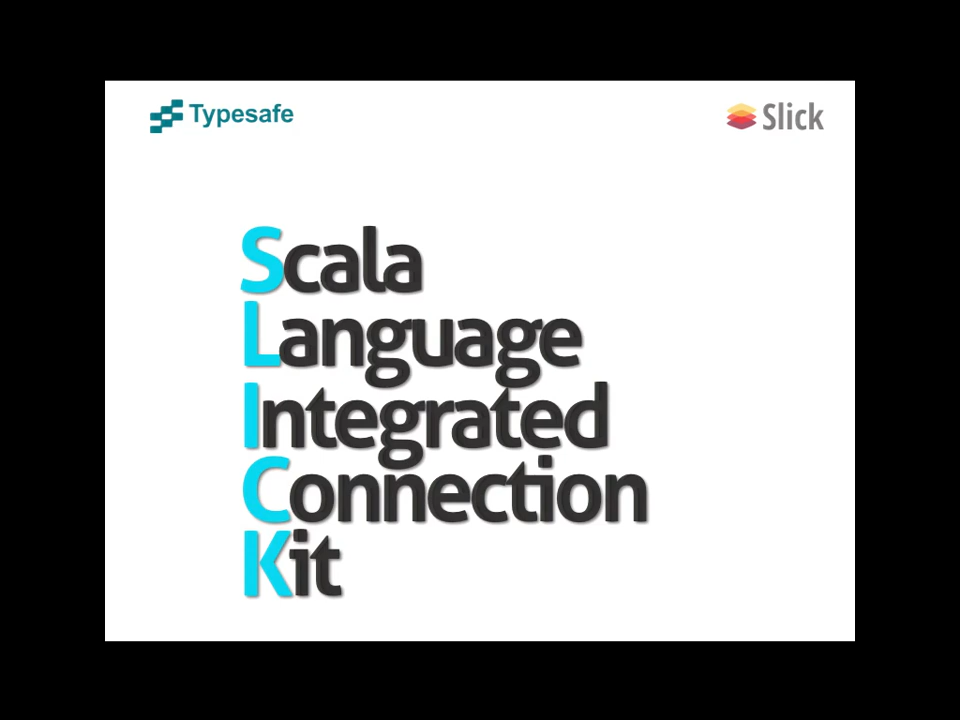 Typesafe
Slick
Scala
Language
Integrated
Connection
Kit